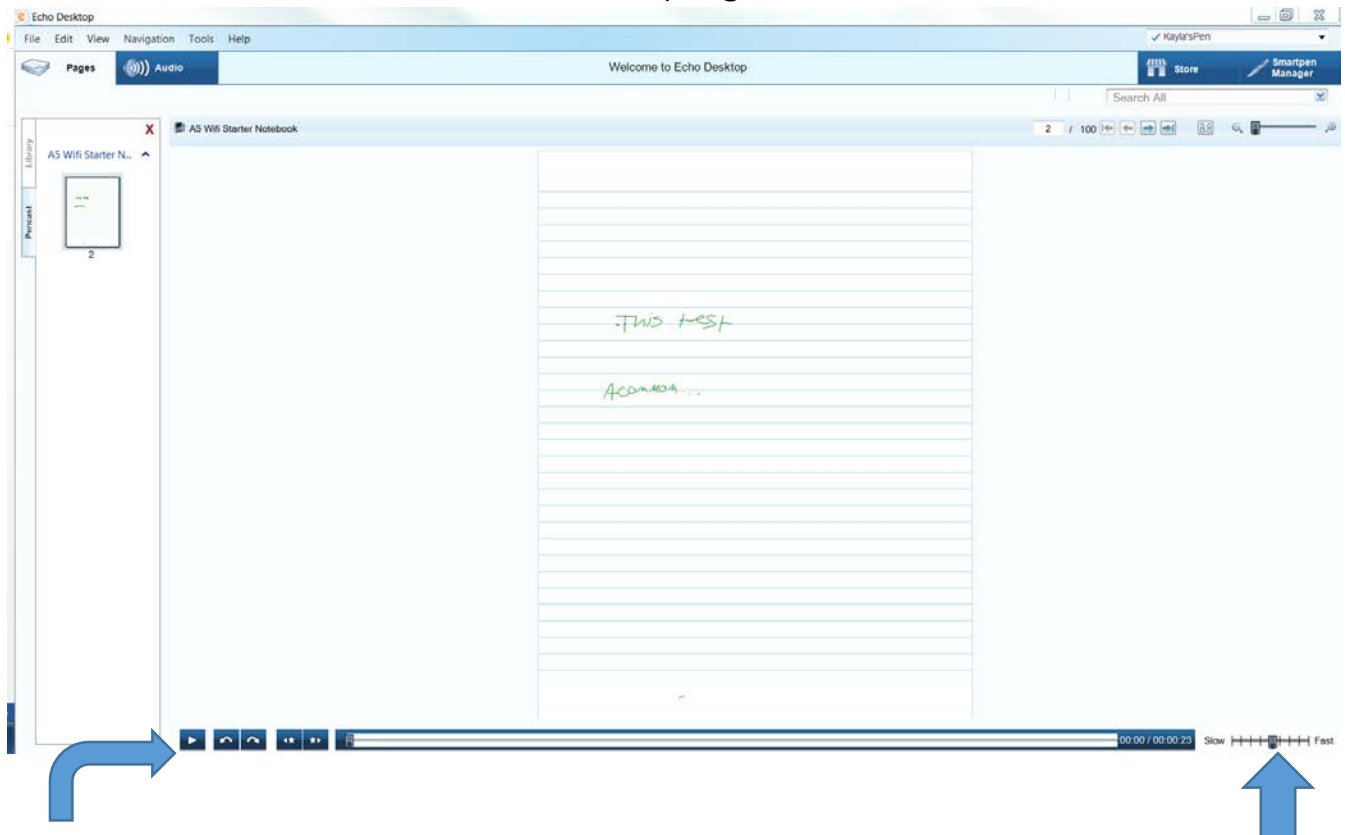 Echo Desktop
File Edit View Navigation Tools Help
Kayla'sPen
Pages
Audio
Welcome to Echo Desktop
Store
Smartpen
Manager
Search All
X
A5 Wifi Starter Notebook
2 / 100
Library
A5 Wifi Starter N...
Pencast
2
This test
Acommon...
00:00 / 00:00:23
Slow
Fast